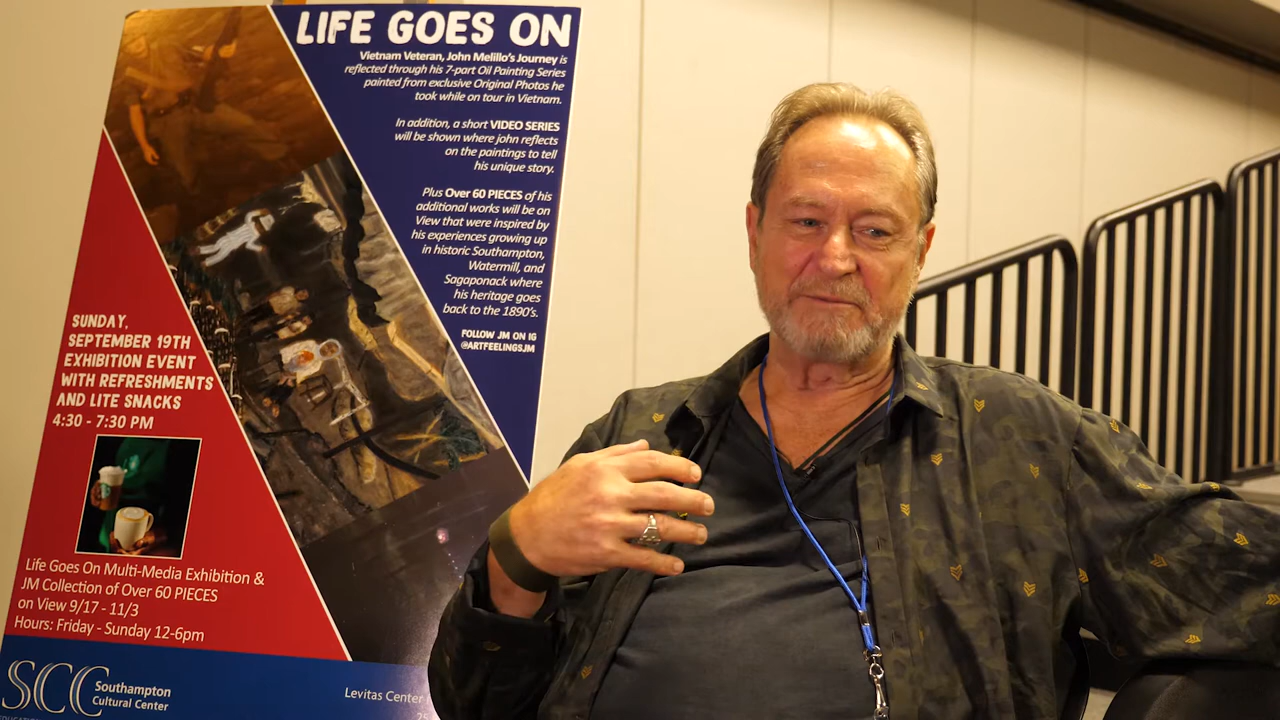 LIFE GOES ON
Vietnam Veteran, John Melillo's Journey is
reflected through his 7-part Oil Painting Series
painted from exclusive Original Photos he
took while on tour in Vietnam.
In addition, a short VIDEO SERIES
will be shown where john reflects
on the paintings to tell
his unique story.
Plus Over 60 PIECES of his
additional works will be on
View that were inspired by
his experiences growing up
in historic Southampton,
Watermill, and
Sagaponack where
his heritage goes
back to the 1890's.
FOLLOW JM ON IG
@ARTFEELINGSJM
SUNDAY,
SEPTEMBER 19TH
EXHIBITION EVENT
WITH REFRESHMENTS
AND LITE SNACKS
4:30 - 7:30 PM
Life Goes On Multi-Media Exhibition &
JM Collection of Over 60 PIECES
on View 9/17 - 11/3
Hours: Friday - Sunday 12-6pm
SCC Southampton
Cultural Center
Levitas Center
25